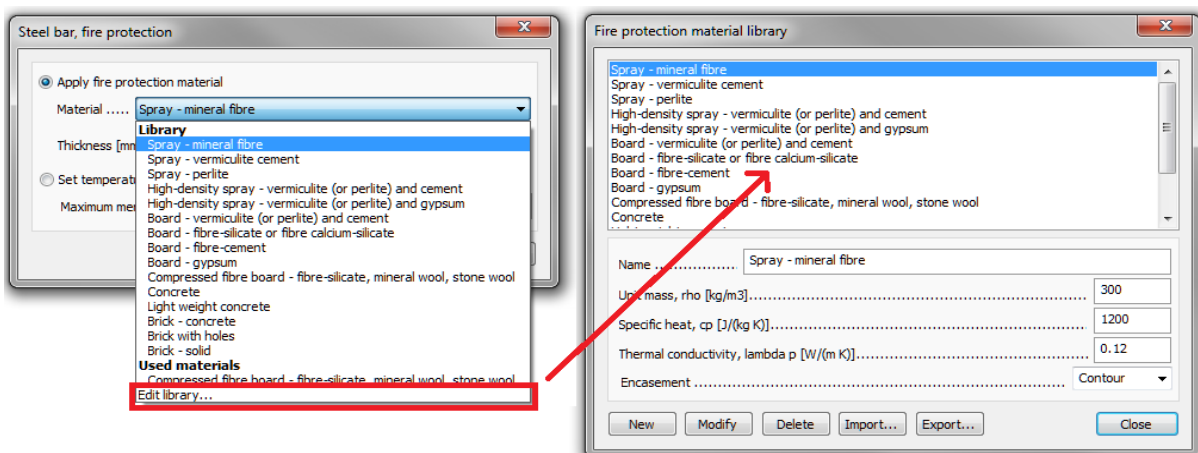 Steel bar, fire protection
Apply fire protection material
Material ..... Spray - mineral fibre
Library
Spray - mineral fibre
Thickness [mm
Spray - vermiculite cement
Spray - perlite
Set temperatu
High-density spray - vermiculite (or perlite) and cement
High-density spray - vermiculite (or perlite) and gypsum
Maximum mem
Board - vermiculite (or perlite) and cement
Board - fibre-silicate or fibre calcium-silicate
Board - fibre-cement
Board - gypsum
Compressed fibre board - fibre-silicate, mineral wool, stone wool
Concrete
Light weight concrete
Brick - concrete
Brick with holes
Brick - solid
Used materials
Compressed fibre board - fibre-silicate, mineral wool, stone wool
Edit library...
Fire protection material library
Spray - mineral fibre
Spray - vermiculite cement
Spray - perlite
High-density spray - vermiculite (or perlite) and cement
High-density spray - vermiculite (or perlite) and gypsum
Board - vermiculite (or perlite) and cement
Board - fibre-silicate or fibre calcium-silicate
Board - fibre-cement
Board - gypsum
Compressed fibre board - fibre-silicate, mineral wool, stone wool
Concrete
Name ................. Spray - mineral fibre
Unit mass, rho [kg/m3] 300
Specific heat, cp [J/(kg K)] 1200
Thermal conductivity, lambda p [W/(m K)] 0.12
Encasement Contour
New Modify Delete Import... Export... Close